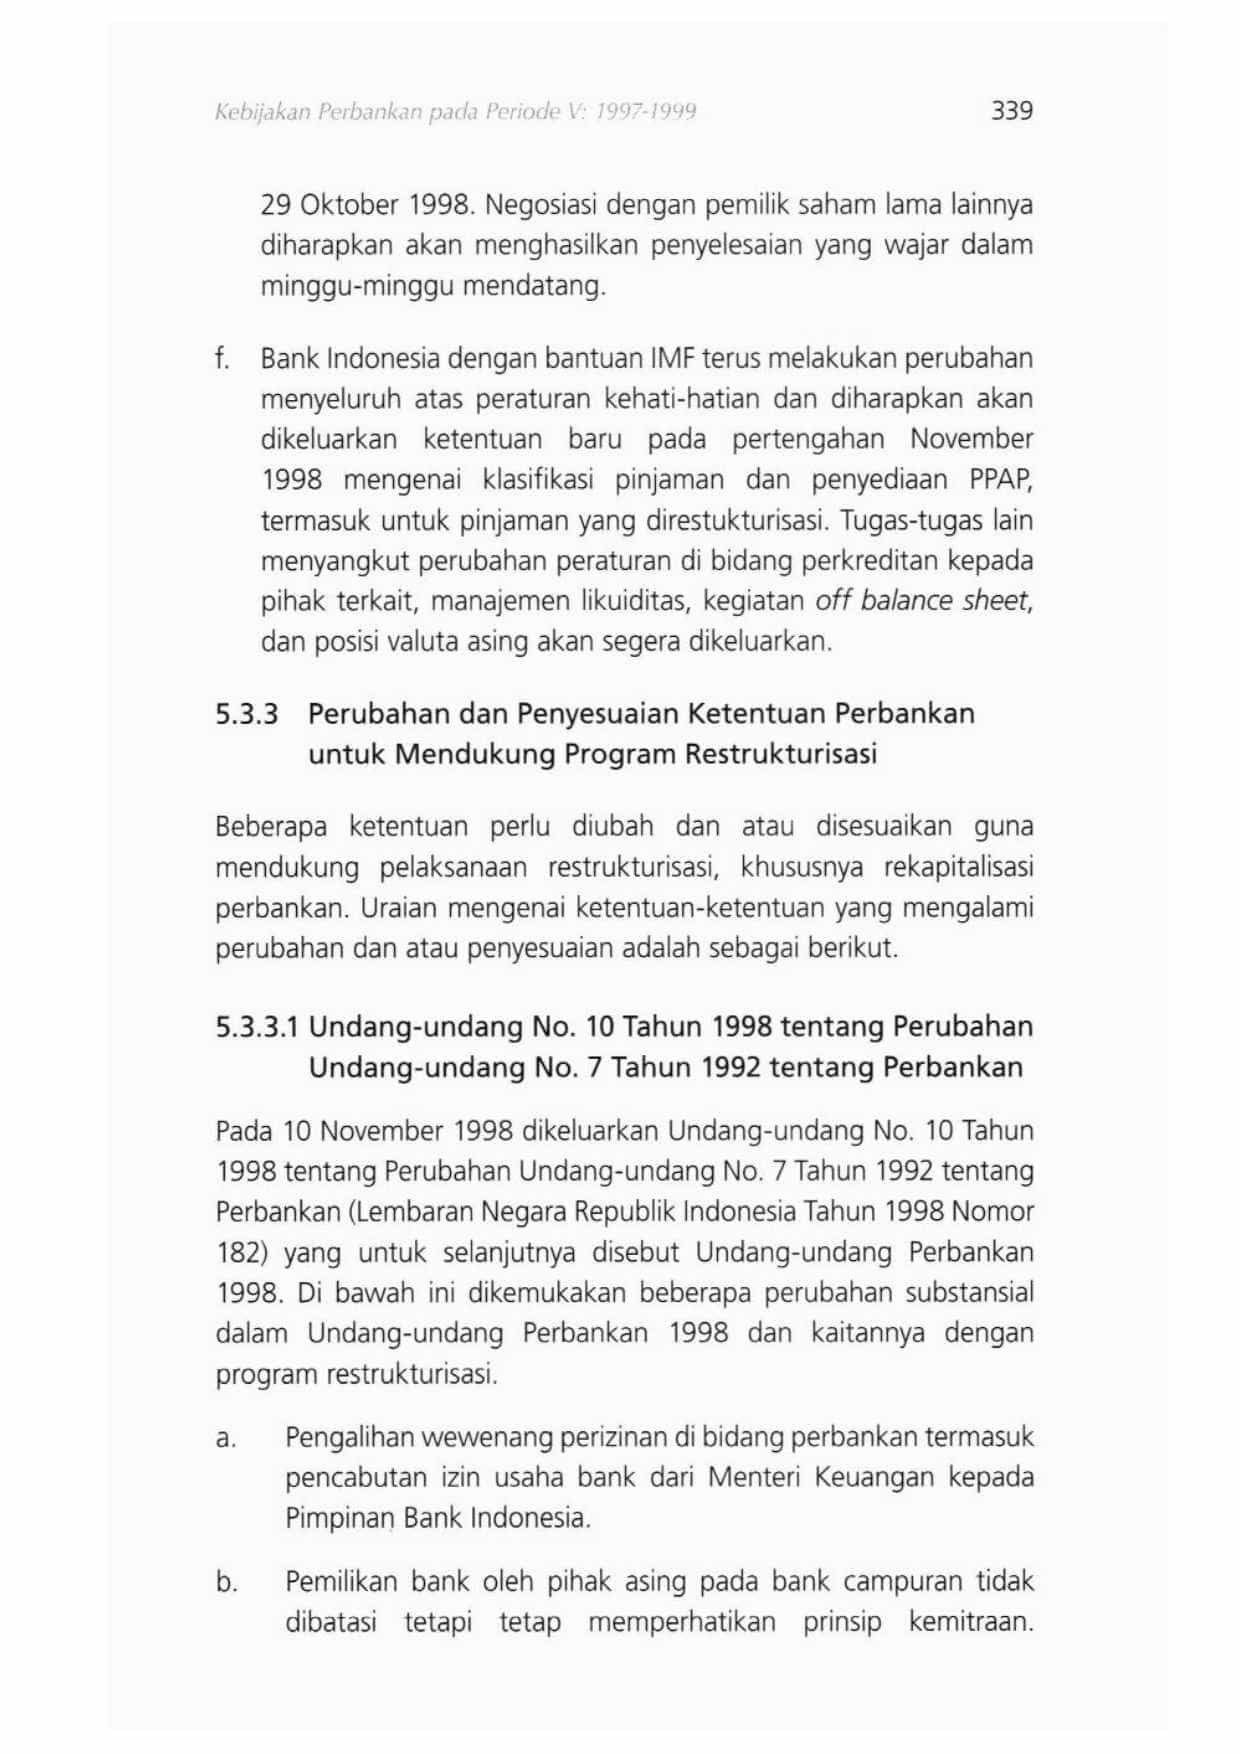 Kebijakan Perbankan pada Periode V: 1997-1999 339
29 Oktober 1998. Negosiasi dengan pemilik saham lama lainnya
diharapkan akan menghasilkan penyelesaian yang wajar dalam
minggu-minggu mendatang.
f. Bank Indonesia dengan bantuan IMF terus melakukan perubahan
menyeluruh atas peraturan kehati-hatian dan diharapkan akan
dikeluarkan ketentuan baru pada pertengahan November
1998 mengenai klasifikasi pinjaman dan penyediaan PPAP,
termasuk untuk pinjaman yang direstukturisasi. Tugas-tugas lain
menyangkut perubahan peraturan di bidang perkreditan kepada
pihak terkait, manajemen likuiditas, kegiatan off balance sheet,
dan posisi valuta asing akan segera dikeluarkan.
5.3.3 Perubahan dan Penyesuaian Ketentuan Perbankan
untuk Mendukung Program Restrukturisasi
Beberapa ketentuan perlu diubah dan atau disesuaikan guna
mendukung pelaksanaan restrukturisasi, khususnya rekapitalisasi
perbankan. Uraian mengenai ketentuan-ketentuan yang mengalami
perubahan dan atau penyesuaian adalah sebagai berikut.
5.3.3.1 Undang-undang No. 10 Tahun 1998 tentang Perubahan
Undang-undang No. 7 Tahun 1992 tentang Perbankan
Pada 10 November 1998 dikeluarkan Undang-undang No. 10 Tahun
1998 tentang Perubahan Undang-undang No. 7 Tahun 1992 tentang
Perbankan (Lembaran Negara Republik Indonesia Tahun 1998 Nomor
182) yang untuk selanjutnya disebut Undang-undang Perbankan
1998. Di bawah ini dikemukakan beberapa perubahan substansial
dalam Undang-undang Perbankan 1998 dan kaitannya dengan
program restrukturisasi.
a. Pengalihan wewenang perizinan di bidang perbankan termasuk
pencabutan izin usaha bank dari Menteri Keuangan kepada
Pimpinan Bank Indonesia.
b. Pemilikan bank oleh pihak asing pada bank campuran tidak
dibatasi tetapi tetap memperhatikan prinsip kemitraan.